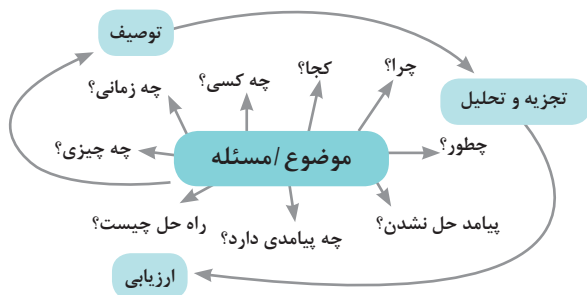 توصیف
چرا؟
کجا؟
چه کسی؟
چه زمانی؟
تجزیه و تحلیل
موضوع /مسئله
چطور؟
چه چیزی؟
پیامد حل نشدن؟
چه پیامدی دارد؟
راه حل چیست؟
ارزیابی